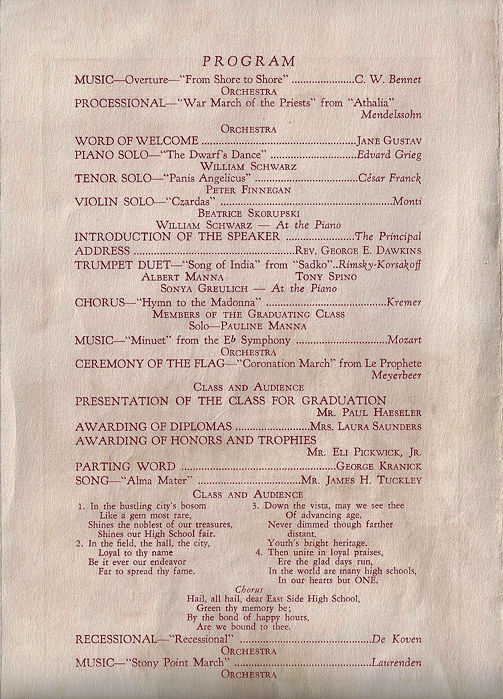 PROGRAM
MUSIC—Overture—"From Shore to Shore" ......................C. W. Bennet
ORCHESTRA
PROCESSIONAL—"War March of the Priests" from "Athalia"
Mendelssohn
ORCHESTRA
WORD OF WELCOME ......................................................JANE GUSTAV
PIANO SOLO—"The Dwarf's Dance" ..............................Edvard Grieg
WILLIAM SCHWARZ
TENOR SOLO—"Panis Angelicus" ....................................César Franck
PETER FINNEGAN
VIOLIN SOLO—"Czardas" ..................................................Monti
BEATRICE SKORUPSKI
WILLIAM SCHWARZ — At the Piano
INTRODUCTION OF THE SPEAKER ........................The Principal
ADDRESS ..................................................REV. GEORGE E. DAWKINS
TRUMPET DUET—"Song of India" from "Sadko"..Rimsky-Korsakoff
ALBERT MANNA TONY SPINO
SONYA GREULICH — At the Piano
CHORUS—"Hymn to the Madonna" ....................................Kremer
MEMBERS OF THE GRADUATING CLASS
Solo—PAULINE MANNA
MUSIC—"Minuet" from the Eb Symphony ............................Mozart
ORCHESTRA
CEREMONY OF THE FLAG—"Coronation March" from Le Prophete
Meyerbeer
CLASS AND AUDIENCE
PRESENTATION OF THE CLASS FOR GRADUATION
MR. PAUL HAESELER
AWARDING OF DIPLOMAS ......................MRS. LAURA SAUNDERS
AWARDING OF HONORS AND TROPHIES
MR. ELI PICKWICK, JR.
PARTING WORD ..................................................GEORGE KRANICK
SONG—"Alma Mater" ..............................MR. JAMES H. TUCKLEY
CLASS AND AUDIENCE
1. In the bustling city's bosom
Like a gem most rare,
Shines the noblest of our treasures,
Shines our High School fair.
2. In the field, the hall, the city,
Loyal to thy name
Be it ever our endeavor
Far to spread thy fame.
3. Down the vista, may we see thee
Of advancing age.
Never dimmed though farther
distant,
Youth's bright heritage.
4. Then unite in loyal praises,
Ere the glad days run,
In the world are many high schools,
In our hearts but ONE.
Chorus
Hail, all hail, dear East Side High School,
Green thy memory be;
By the bond of happy hours,
Are we bound to thee.
RECESSIONAL—"Recessional" ........................................De Koven
ORCHESTRA
MUSIC—"Stony Point March" ..........................................Laurenden
ORCHESTRA